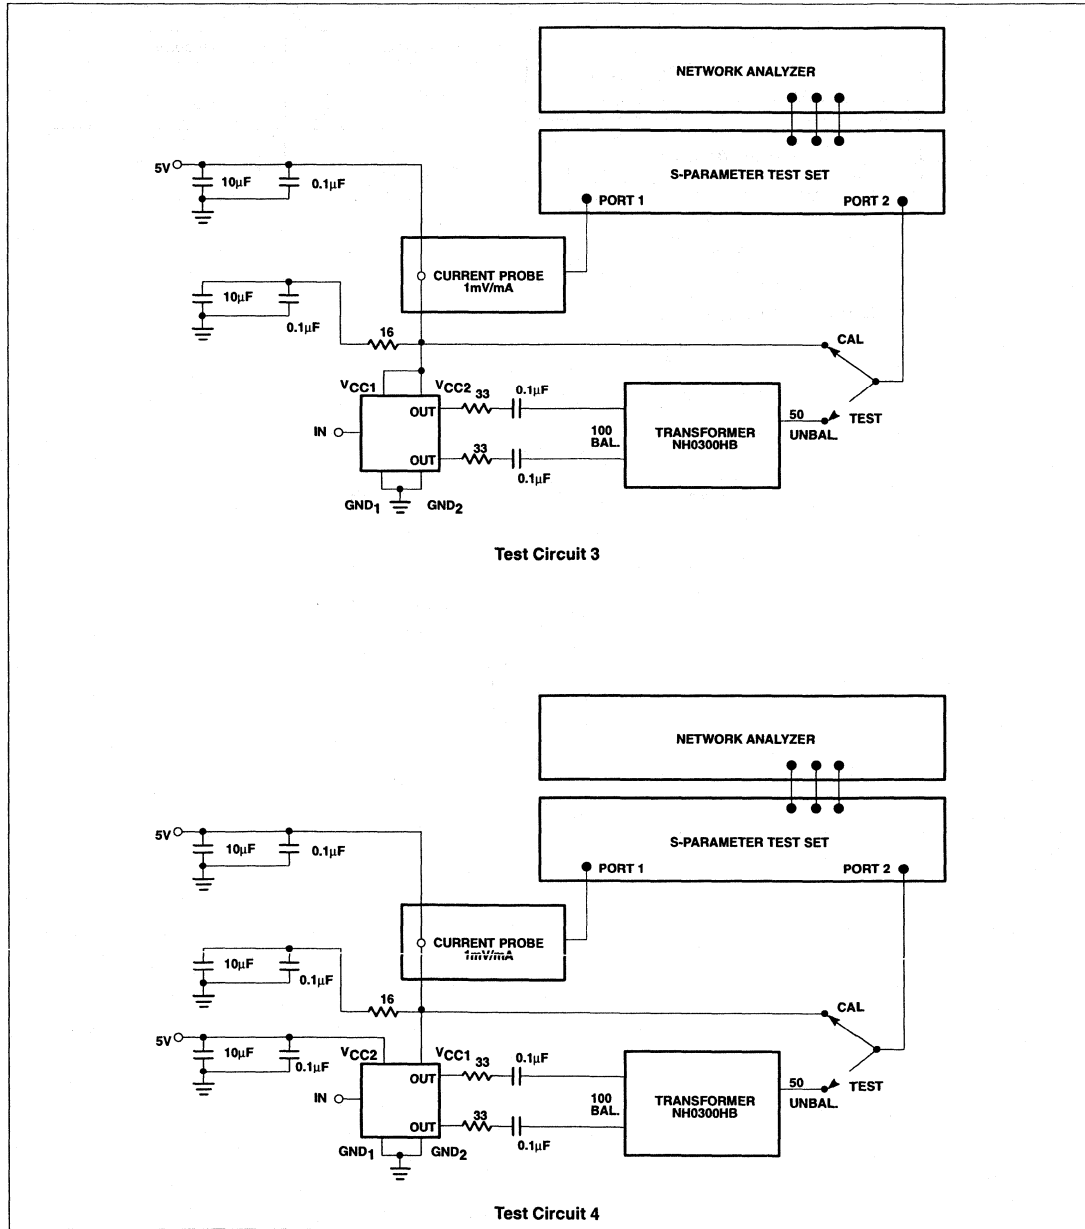 NETWORK ANALYZER
S-PARAMETER TEST SET
PORT 1
PORT 2
5V
10μF
0.1μF
CURRENT PROBE
1mV/mA
10μF
0.1μF
16
CAL
VCC1
VCC2
33
0.1μF
OUT
IN
OUT
33
0.1μF
100
BAL.
TRANSFORMER
NH0300HB
50
UNBAL.
TEST
GND1
GND2
Test Circuit 3
NETWORK ANALYZER
S-PARAMETER TEST SET
PORT 1
PORT 2
5V
10μF
0.1μF
CURRENT PROBE
1mV/mA
10μF
0.1μF
16
CAL
5V
10μF
0.1μF
VCC2
VCC1
33
0.1μF
OUT
IN
OUT
33
0.1μF
100
BAL.
TRANSFORMER
NH0300HB
50
UNBAL.
TEST
GND1
GND2
Test Circuit 4